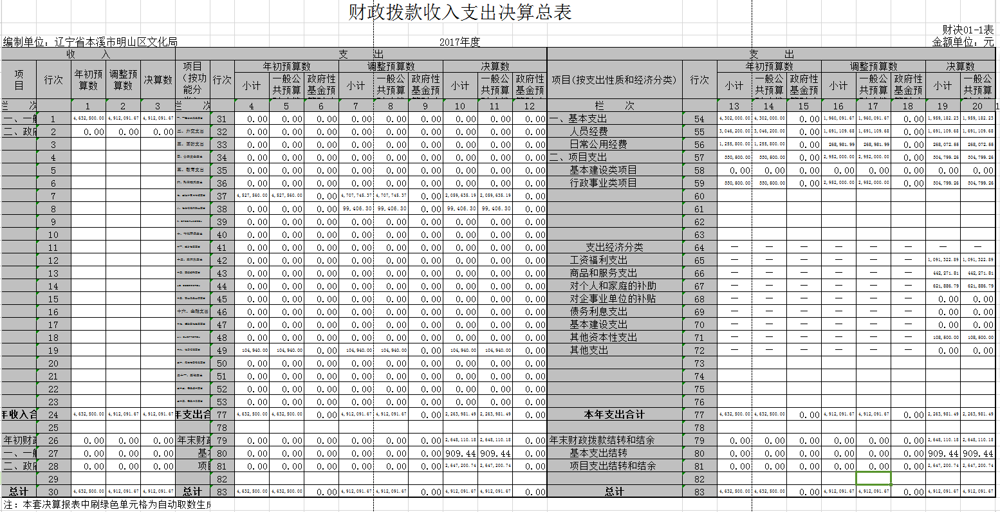 财政拨款收入支出决算总表
财决01-1表
编制单位：辽宁省本溪市明山区文化局 2017年度 金额单位：元
收 入 支 出 支 出
项目 行次 年初预算数 调整预算数 决算数 项目（按功能分 行次 年初预算数 调整预算数 决算数 项目(按支出性质和经济分类) 行次 年初预算数 调整预算数 决算数
小计 一般公共预算 政府性基金预 小计 一般公共预算 政府性基金预 小计 一般公共预算 政府性基金预 小计 一般公共预算 政府性基金预 小计 一般公共预算 政府性基金预 小计 一般公共预算
栏 次 1 2 3 栏 次 4 5 6 7 8 9 10 11 12 栏 次 13 14 15 16 17 18 19 20 1
一、一 1 4,632,500.00 4,912,091.67 4,912,091.67 31 0.00 0.00 0.00 0.00 0.00 0.00 0.00 0.00 0.00 一、基本支出 54 4,302,000.00 4,302,000.00 0.00 1,960,091.67 1,960,091.67 0.00 1,959,182.23 1,959,182.23
二、政 2 0.00 0.00 0.00 二、外交支出 32 0.00 0.00 0.00 0.00 0.00 0.00 0.00 0.00 0.00 人员经费 55 3,046,200.00 3,046,200.00 0.00 1,691,109.68 1,691,109.68 0.00 1,691,109.68 1,691,109.68
3 三、国防支出 33 0.00 0.00 0.00 0.00 0.00 0.00 0.00 0.00 0.00 日常公用经费 56 1,255,800.00 1,255,800.00 0.00 268,981.99 268,981.99 0.00 268,072.55 268,072.55
4 34 0.00 0.00 0.00 0.00 0.00 0.00 0.00 0.00 0.00 二、项目支出 57 330,500.00 330,500.00 0.00 2,952,000.00 2,952,000.00 0.00 304,799.26 304,799.26
5 五、教育支出 35 0.00 0.00 0.00 0.00 0.00 0.00 0.00 0.00 0.00 基本建设类项目 58 0.00 0.00 0.00 0.00 0.00 0.00 0.00 0.00
6 36 0.00 0.00 0.00 0.00 0.00 0.00 0.00 0.00 0.00 行政事业类项目 59 330,500.00 330,500.00 0.00 2,952,000.00 2,952,000.00 0.00 304,799.26 304,799.26
7 37 4,527,560.00 4,527,560.00 0.00 4,707,745.37 4,707,745.37 0.00 2,059,635.19 2,059,635.19 0.00 60
8 38 0.00 0.00 0.00 99,406.30 99,406.30 0.00 99,406.30 99,406.30 0.00 61
9 39 0.00 0.00 0.00 0.00 0.00 0.00 0.00 0.00 0.00 62
10 40 0.00 0.00 0.00 0.00 0.00 0.00 0.00 0.00 0.00 63
11 41 0.00 0.00 0.00 0.00 0.00 0.00 0.00 0.00 0.00 支出经济分类 64 — — — — — — — —
12 42 0.00 0.00 0.00 0.00 0.00 0.00 0.00 0.00 0.00 工资福利支出 65 — — — — — — 1,091,322.89 1,091,322.89
13 43 0.00 0.00 0.00 0.00 0.00 0.00 0.00 0.00 0.00 商品和服务支出 66 — — — — — — 442,271.81 442,271.81
14 44 0.00 0.00 0.00 0.00 0.00 0.00 0.00 0.00 0.00 对个人和家庭的补助 67 — — — — — — 621,886.79 621,886.79
15 45 0.00 0.00 0.00 0.00 0.00 0.00 0.00 0.00 0.00 对企事业单位的补贴 68 — — — — — — 0.00 0.00
16 十六、金融支出 46 0.00 0.00 0.00 0.00 0.00 0.00 0.00 0.00 0.00 债务利息支出 69 — — — — — — 0.00 0.00
17 47 0.00 0.00 0.00 0.00 0.00 0.00 0.00 0.00 0.00 基本建设支出 70 — — — — — — 0.00 0.00
18 48 0.00 0.00 0.00 0.00 0.00 0.00 0.00 0.00 0.00 其他资本性支出 71 — — — — — — 108,500.00 108,500.00
19 49 104,940.00 104,940.00 0.00 104,940.00 104,940.00 0.00 104,940.00 104,940.00 0.00 其他支出 72 — — — — — — 0.00 0.00
20 50 0.00 0.00 0.00 0.00 0.00 0.00 0.00 0.00 0.00 73
21 51 0.00 0.00 0.00 0.00 0.00 0.00 0.00 0.00 0.00 74
22 52 0.00 0.00 0.00 0.00 0.00 0.00 0.00 0.00 0.00 75
23 53 0.00 0.00 0.00 0.00 0.00 0.00 0.00 0.00 0.00 76
年收入合 24 4,632,500.00 4,912,091.67 4,912,091.67 年支出合 77 4,632,500.00 4,632,500.00 0.00 4,912,091.67 4,912,091.67 0.00 2,263,981.49 2,263,981.49 0.00 本年支出合计 77 4,632,500.00 4,632,500.00 0.00 4,912,091.67 4,912,091.67 0.00 2,263,981.49 2,263,981.49
25 78 78
年初财政 26 0.00 0.00 0.00 年末财政 79 0.00 0.00 0.00 0.00 0.00 0.00 2,648,110.18 2,648,110.18 0.00 年末财政拨款结转和结余 79 0.00 0.00 0.00 0.00 0.00 0.00 2,648,110.18 2,648,110.18
一、一 27 0.00 0.00 0.00 基 80 0.00 0.00 0.00 0.00 0.00 0.00 909.44 909.44 0.00 基本支出结转 80 0.00 0.00 0.00 0.00 0.00 0.00 909.44 909.44
二、政 28 0.00 0.00 0.00 项 81 0.00 0.00 0.00 0.00 0.00 0.00 2,647,200.74 2,647,200.74 0.00 项目支出结转和结余 81 0.00 0.00 0.00 0.00 0.00 0.00 2,647,200.74 2,647,200.74
29 82 82
总计 30 4,632,500.00 4,912,091.67 4,912,091.67 总计 83 4,632,500.00 4,632,500.00 0.00 4,912,091.67 4,912,091.67 0.00 4,912,091.67 4,912,091.67 0.00 总计 83 4,632,500.00 4,632,500.00 0.00 4,912,091.67 4,912,091.67 0.00 4,912,091.67 4,912,091.67
注：本套决算报表中刷绿色单元格为自动取数生成